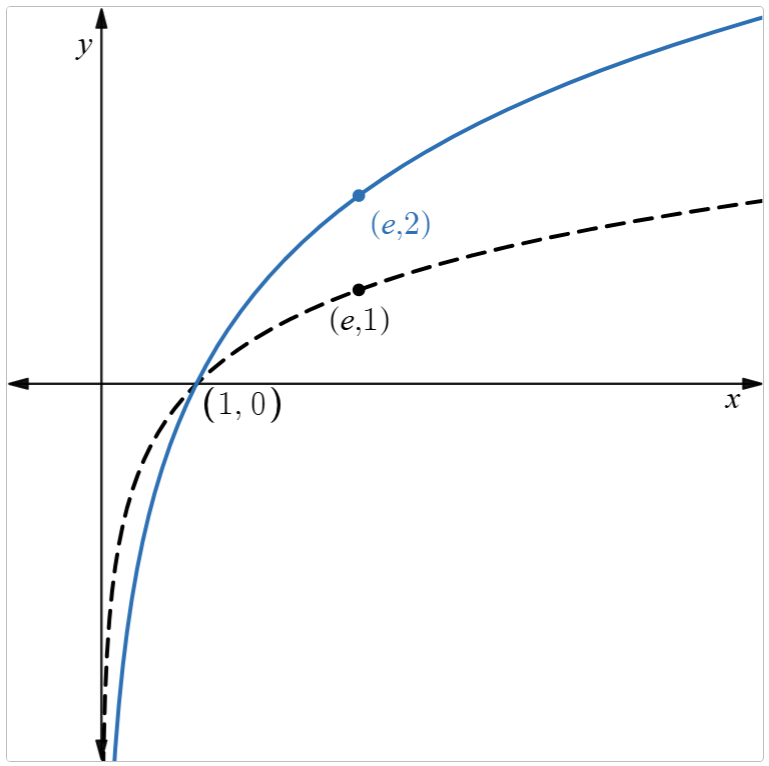 y
(e,2)
(e,1)
x
(1, 0)